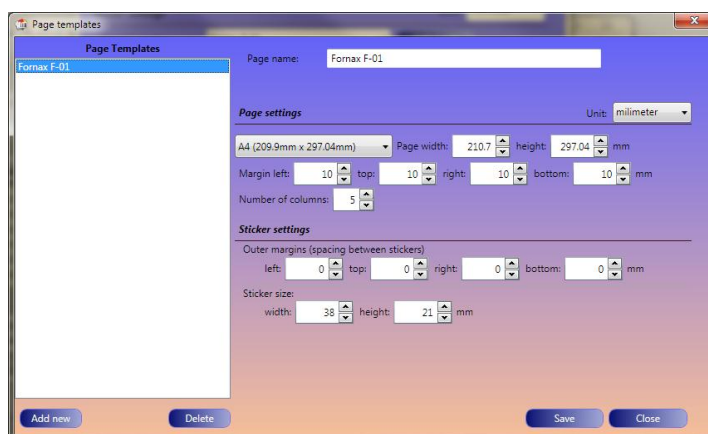 Page templates
Page Templates
Fornax F-01
Page name: Fornax F-01
Page settings
Unit: milimeter
A4 (209.9mm x 297.04mm) Page width: 210.7 height: 297.04 mm
Margin left: 10 top: 10 right: 10 bottom: 10 mm
Number of columns: 5
Sticker settings
Outer margins (spacing between stickers)
left: 0 top: 0 right: 0 bottom: 0 mm
Sticker size:
width: 38 height: 21 mm
Add new Delete Save Close